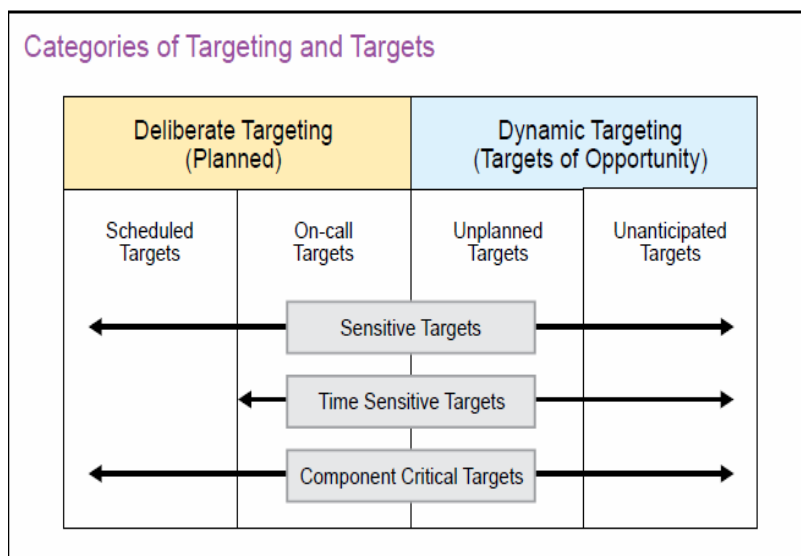 Categories of Targeting and Targets
Deliberate Targeting
(Planned)
Dynamic Targeting
(Targets of Opportunity)
Scheduled
Targets
On-call
Targets
Unplanned
Targets
Unanticipated
Targets
Sensitive Targets
Time Sensitive Targets
Component Critical Targets